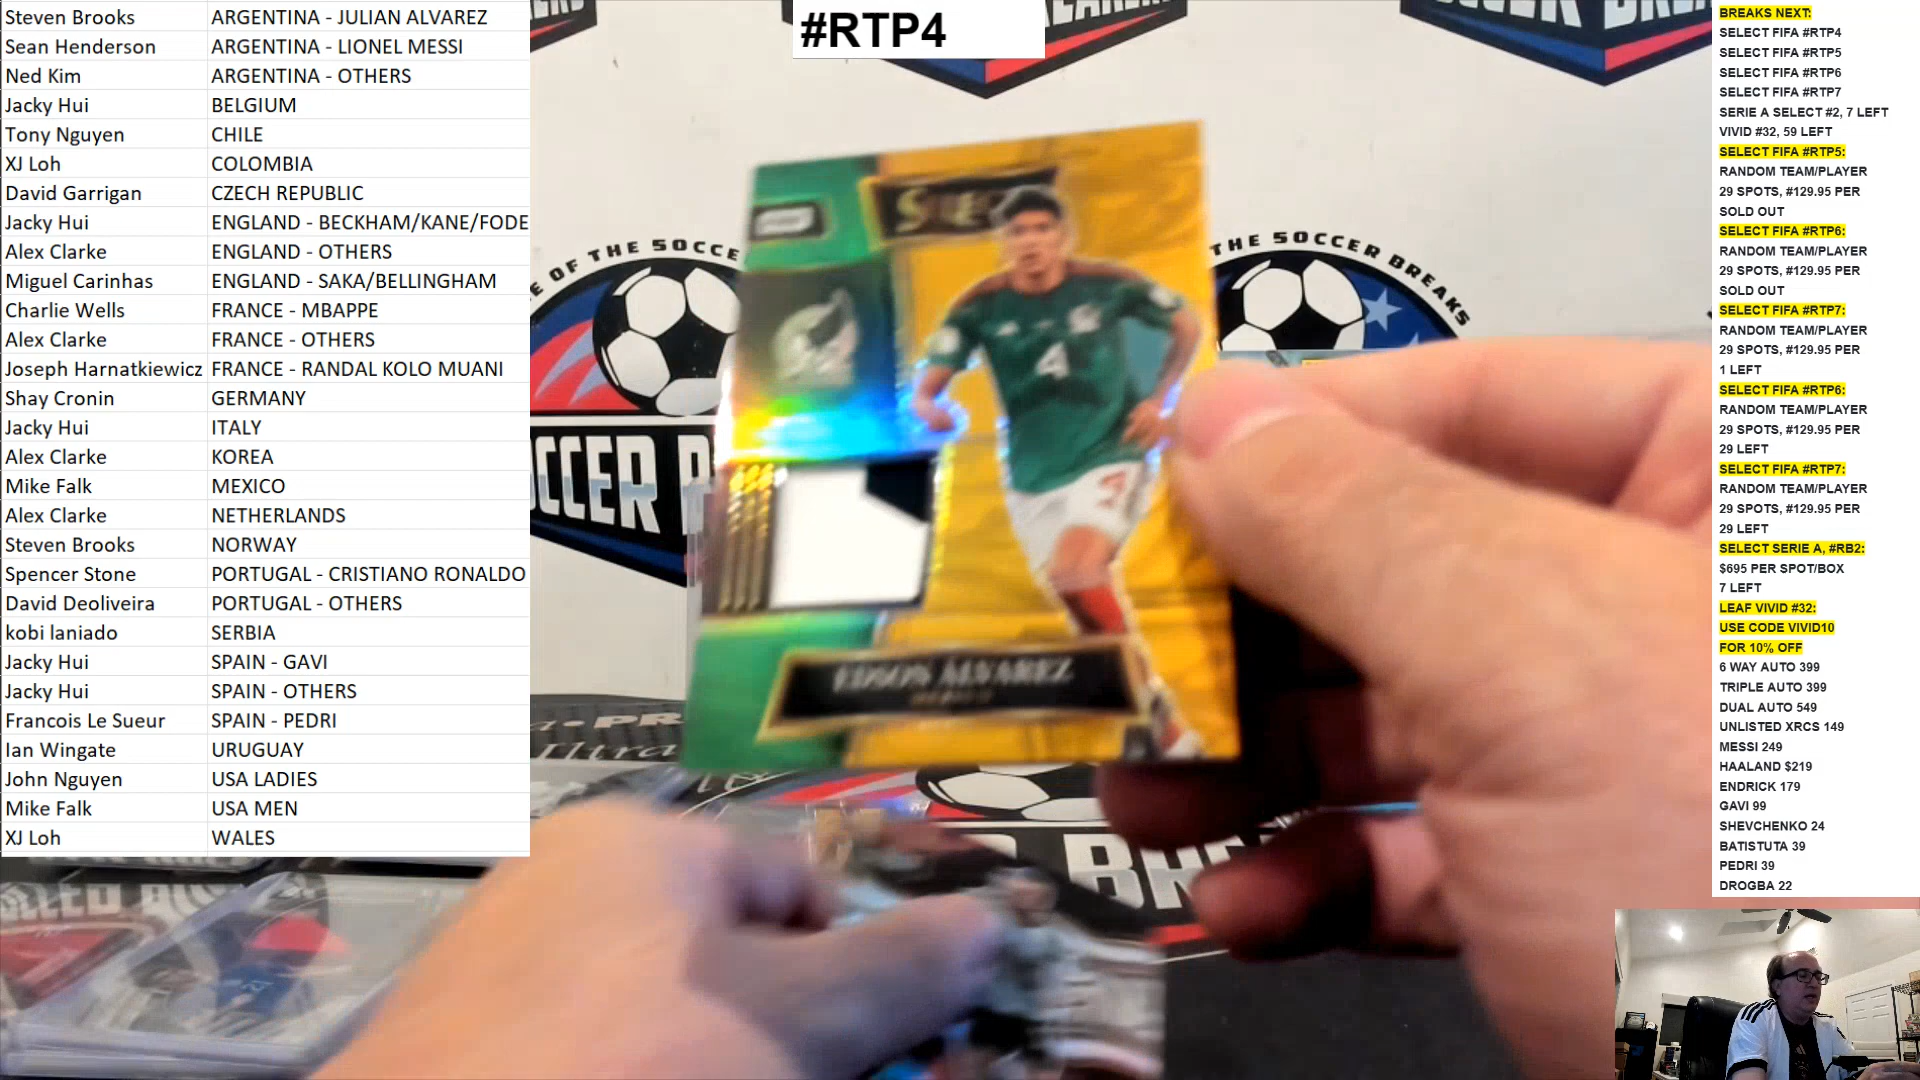 Steven Brooks ARGENTINA - JULIAN ALVAREZ
Sean Henderson ARGENTINA - LIONEL MESSI
Ned Kim ARGENTINA - OTHERS
Jacky Hui BELGIUM
Tony Nguyen CHILE
XJ Loh COLOMBIA
David Garrigan CZECH REPUBLIC
Jacky Hui ENGLAND - BECKHAM/KANE/FODE
Alex Clarke ENGLAND - OTHERS
Miguel Carinhas ENGLAND - SAKA/BELLINGHAM
Charlie Wells FRANCE - MBAPPE
Alex Clarke FRANCE - OTHERS
Joseph Harnatkiewicz FRANCE - RANDAL KOLO MUANI
Shay Cronin GERMANY
Jacky Hui ITALY
Alex Clarke KOREA
Mike Falk MEXICO
Alex Clarke NETHERLANDS
Steven Brooks NORWAY
Spencer Stone PORTUGAL - CRISTIANO RONALDO
David Deoliveira PORTUGAL - OTHERS
kobi laniado SERBIA
Jacky Hui SPAIN - GAVI
Jacky Hui SPAIN - OTHERS
Francois Le Sueur SPAIN - PEDRI
Ian Wingate URUGUAY
John Nguyen USA LADIES
Mike Falk USA MEN
XJ Loh WALES
#RTP4
OF THE SOCCE
THE SOCCER BREAKS
SELECT
4
EDSON ÁLVAREZ
BREAKS NEXT:
SELECT FIFA #RTP4
SELECT FIFA #RTP5
SELECT FIFA #RTP6
SELECT FIFA #RTP7
SERIE A SELECT #2, 7 LEFT
VIVID #32, 59 LEFT
SELECT FIFA #RTP5:
RANDOM TEAM/PLAYER
29 SPOTS, #129.95 PER
SOLD OUT
SELECT FIFA #RTP6:
RANDOM TEAM/PLAYER
29 SPOTS, #129.95 PER
SOLD OUT
SELECT FIFA #RTP7:
RANDOM TEAM/PLAYER
29 SPOTS, #129.95 PER
1 LEFT
SELECT FIFA #RTP6:
RANDOM TEAM/PLAYER
29 SPOTS, #129.95 PER
29 LEFT
SELECT FIFA #RTP7:
RANDOM TEAM/PLAYER
29 SPOTS, #129.95 PER
29 LEFT
SELECT SERIE A, #RB2:
$695 PER SPOT/BOX
7 LEFT
LEAF VIVID #32:
USE CODE VIVID10
FOR 10% OFF
6 WAY AUTO 399
TRIPLE AUTO 399
DUAL AUTO 549
UNLISTED XRCS 149
MESSI 249
HAALAND $219
ENDRICK 179
GAVI 99
SHEVCHENKO 24
BATISTUTA 39
PEDRI 39
DROGBA 22